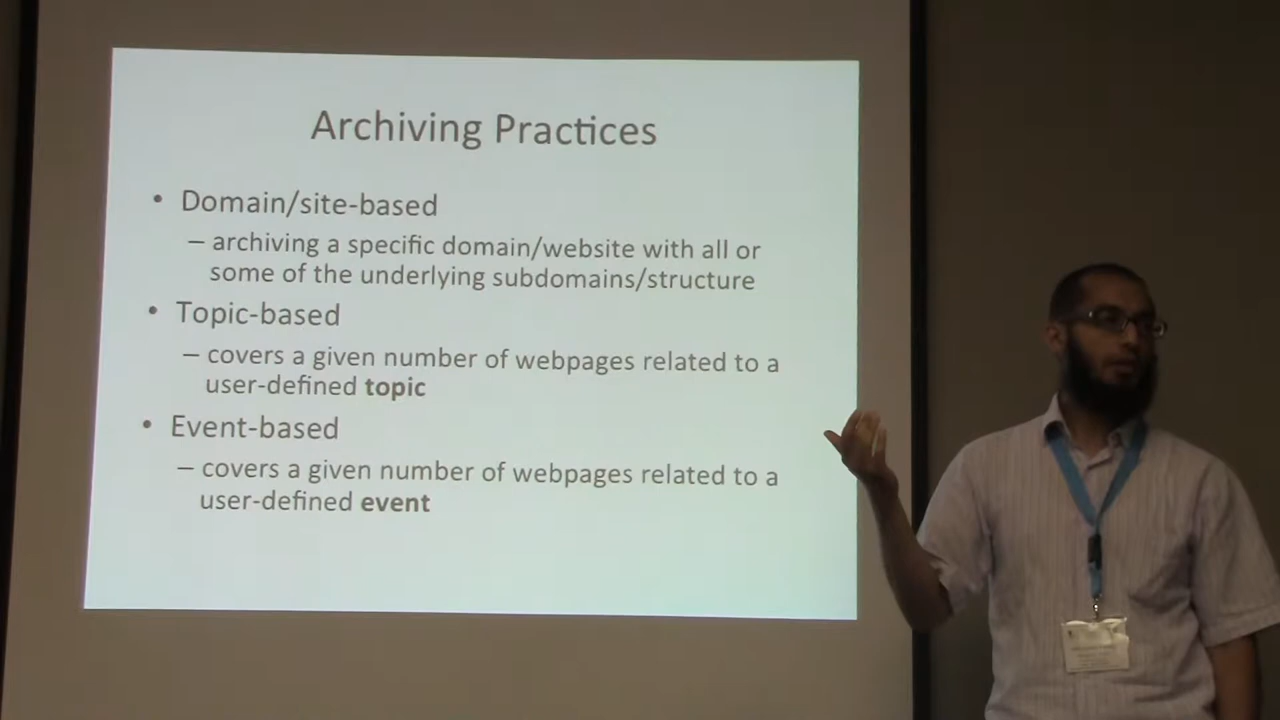 Archiving Practices
• Domain/site-based
– archiving a specific domain/website with all or
some of the underlying subdomains/structure
• Topic-based
– covers a given number of webpages related to a
user-defined topic
• Event-based
– covers a given number of webpages related to a
user-defined event